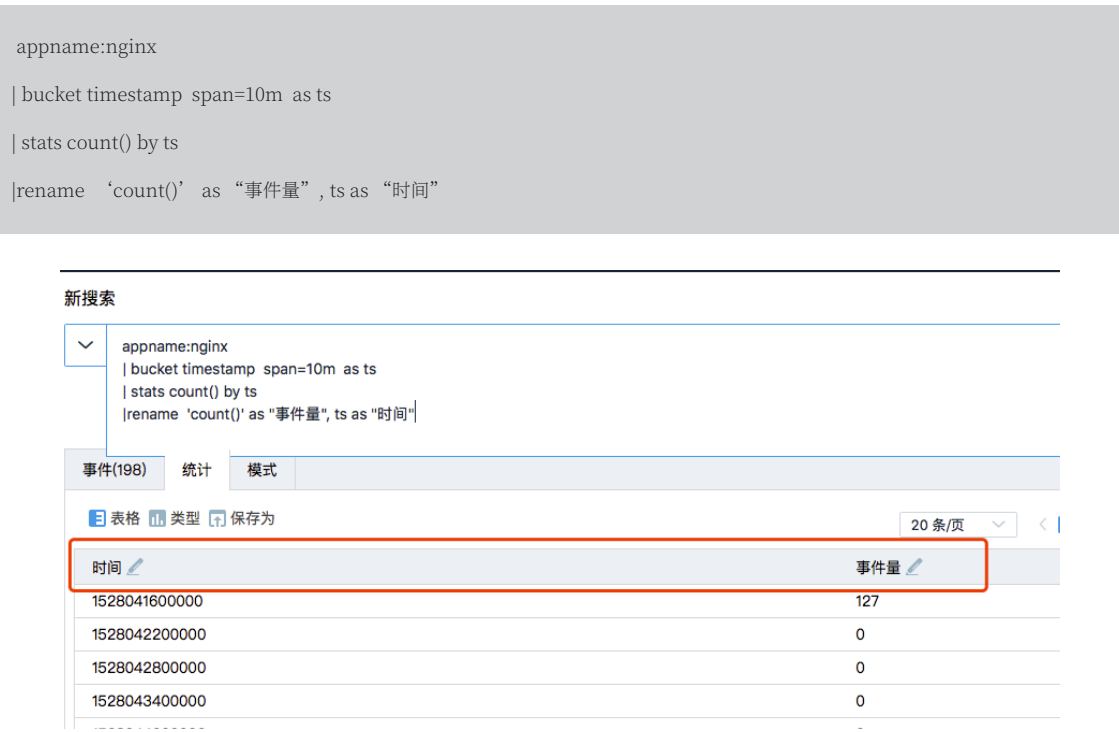 appname:nginx
| bucket timestamp  span=10m  as ts
| stats count() by ts
|rename  ‘count()’ as “事件量”, ts as “时间”
新搜索
appname:nginx
| bucket timestamp  span=10m  as ts
| stats count() by ts
|rename  'count()' as "事件量", ts as "时间"
事件(198) 统计 模式
表格 类型 保存为 20 条/页
时间 事件量
1528041600000 127
1528042200000 0
1528042800000 0
1528043400000 0